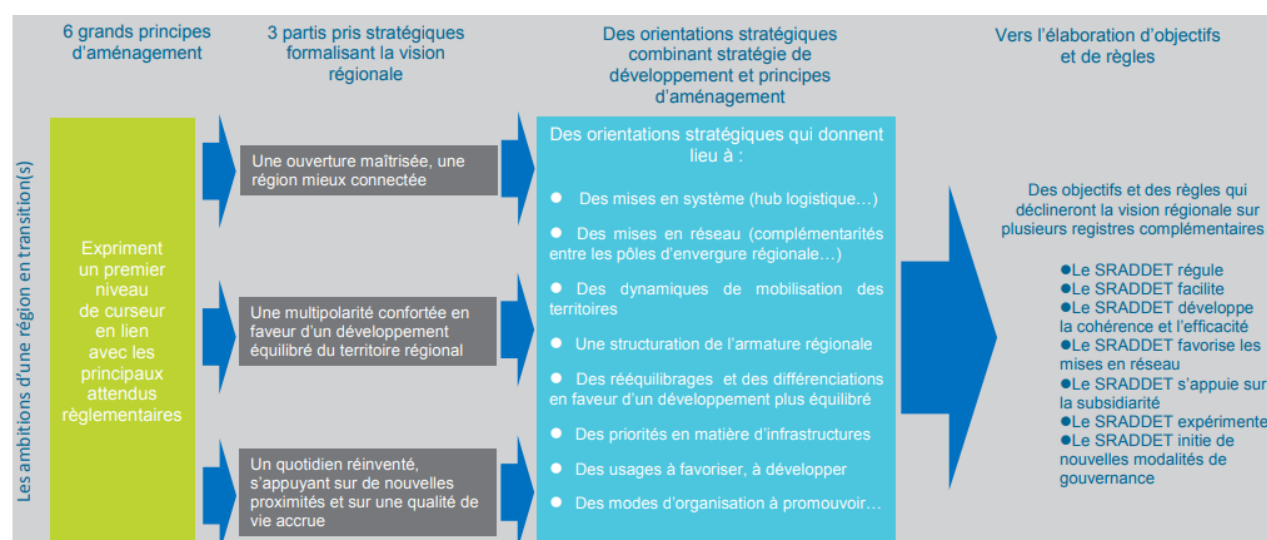 6 grands principes
d'aménagement
3 partis pris stratégiques
formalisant la vision
régionale
Des orientations stratégiques
combinant stratégie de
développement et principes
d'aménagement
Vers l'élaboration d'objectifs
et de règles
Les ambitions d'une région en transition(s)
Expriment
un premier
niveau
de curseur
en lien
avec les
principaux
attendus
règlementaires
Une ouverture maîtrisée, une
région mieux connectée
Une multipolarité confortée en
faveur d'un développement
équilibré du territoire régional
Un quotidien réinventé,
s'appuyant sur de nouvelles
proximités et sur une qualité de
vie accrue
Des orientations stratégiques qui donnent
lieu à :
● Des mises en système (hub logistique…)
● Des mises en réseau (complémentarités
entre les pôles d'envergure régionale…)
● Des dynamiques de mobilisation des
territoires
● Une structuration de l'armature régionale
● Des rééquilibrages et des différenciations
en faveur d'un développement plus équilibré
● Des priorités en matière d'infrastructures
● Des usages à favoriser, à développer
● Des modes d'organisation à promouvoir…
Des objectifs et des règles qui
déclineront la vision régionale sur
plusieurs registres complémentaires
●Le SRADDET régule
●Le SRADDET facilite
●Le SRADDET développe
la cohérence et l'efficacité
●Le SRADDET favorise les
mises en réseau
●Le SRADDET s'appuie sur
la subsidiarité
●Le SRADDET expérimente
●Le SRADDET initie de
nouvelles modalités de
gouvernance